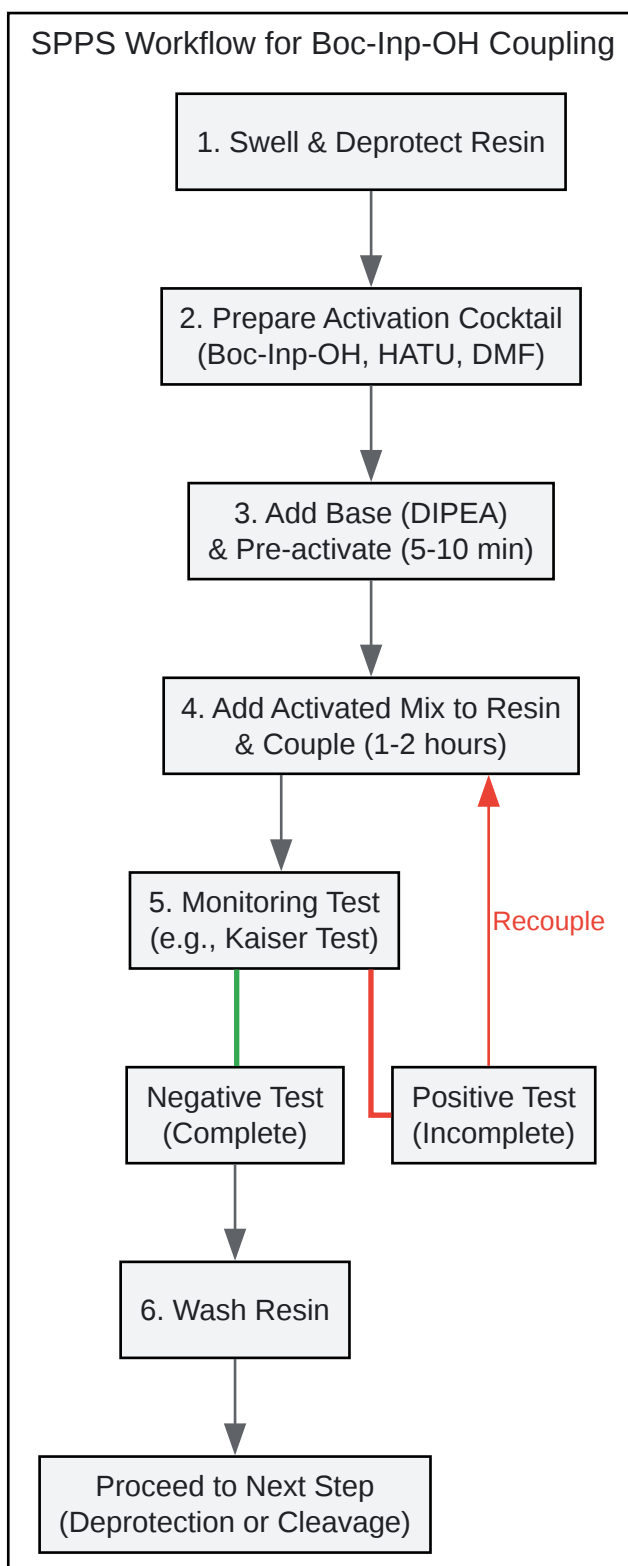 SPPS Workflow for Boc-Inp-OH Coupling
1. Swell & Deprotect Resin
2. Prepare Activation Cocktail
(Boc-Inp-OH, HATU, DMF)
3. Add Base (DIPEA)
& Pre-activate (5-10 min)
4. Add Activated Mix to Resin
& Couple (1-2 hours)
5. Monitoring Test
(e.g., Kaiser Test)
Recouple
Negative Test
(Complete)
Positive Test
(Incomplete)
6. Wash Resin
Proceed to Next Step
(Deprotection or Cleavage)